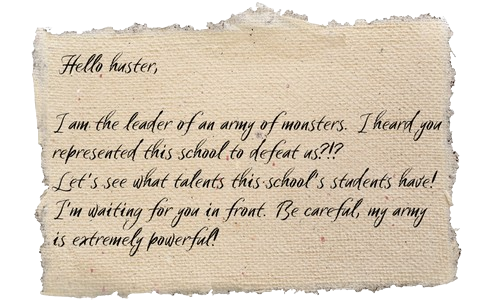 Hello huster,
I am the leader of an army of monsters. I heard you
represented this school to defeat us?!?
Let's see what talents this school's students have!
I'm waiting for you in front. Be careful, my army
is extremely powerful!